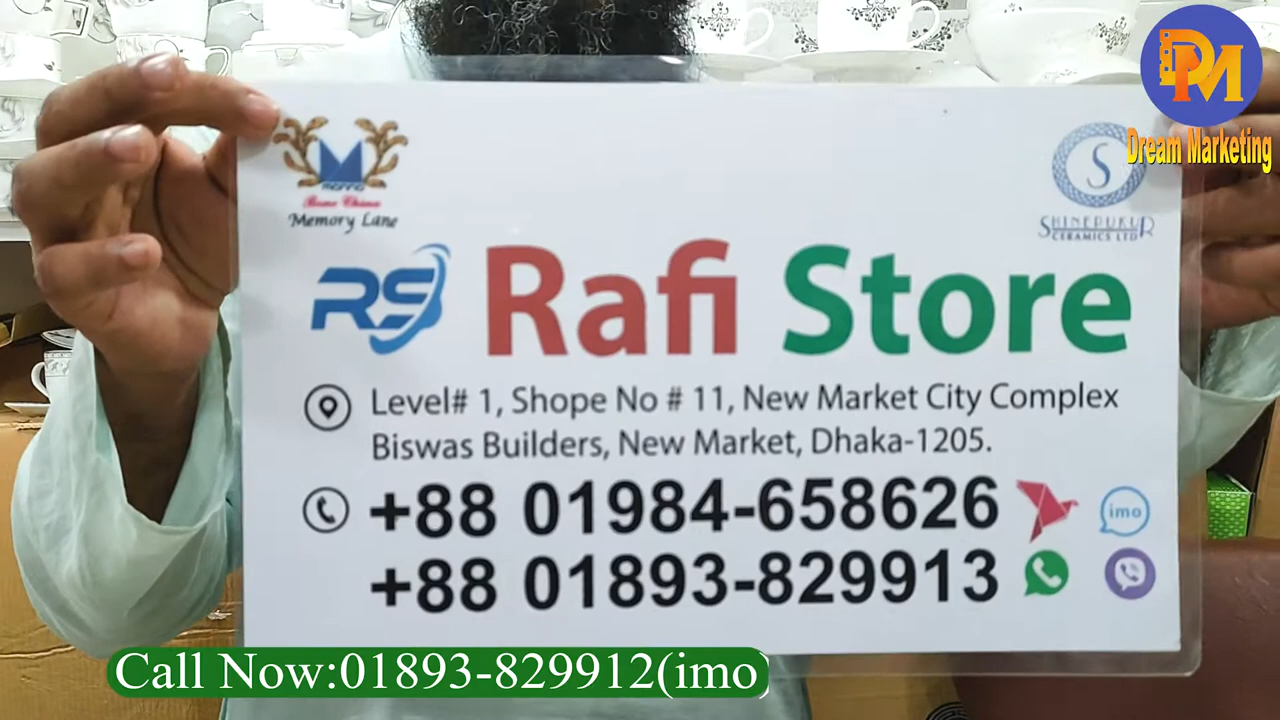 DM
Dream Marketing
MONNO
Bone China
Memory Lane
S
SHINEPUKUR
CERAMICS LTD
RS Rafi Store
Level# 1, Shope No # 11, New Market City Complex
Biswas Builders, New Market, Dhaka-1205.
+88 01984-658626
imo
+88 01893-829913
Call Now:01893-829912(imo)